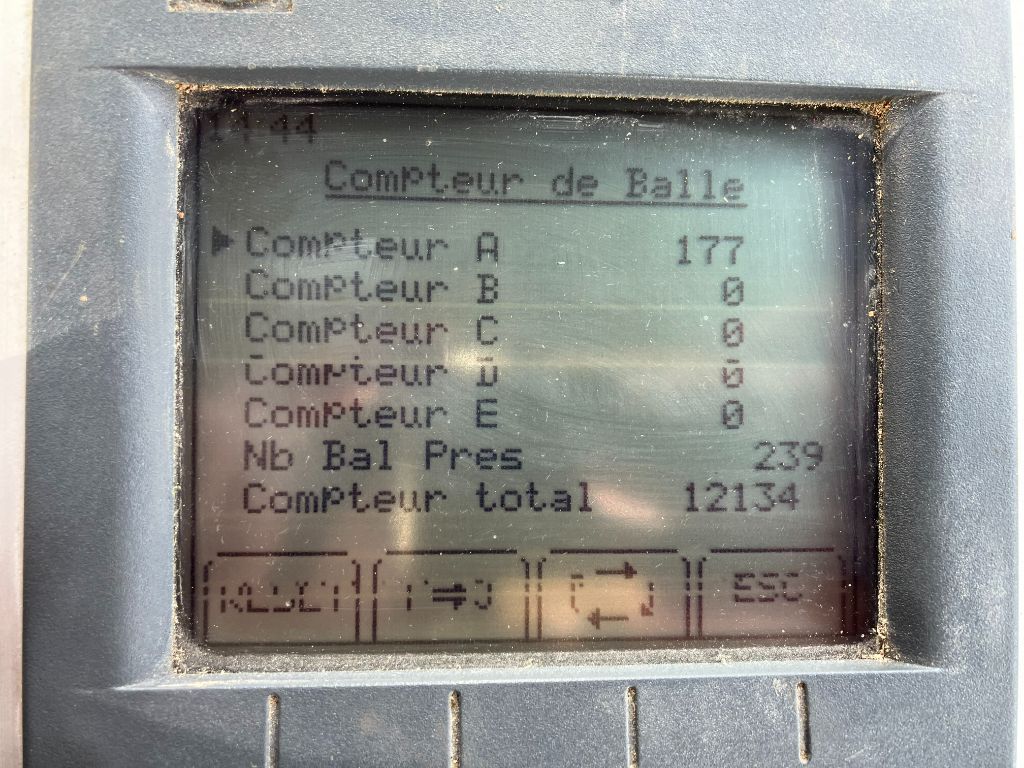 Compteur de Balle
Compteur A 177
Compteur B 0
Compteur C 0
Compteur D 0
Compteur E 0
Nb Bal Pres 239
Compteur total 12134
RESET ESC